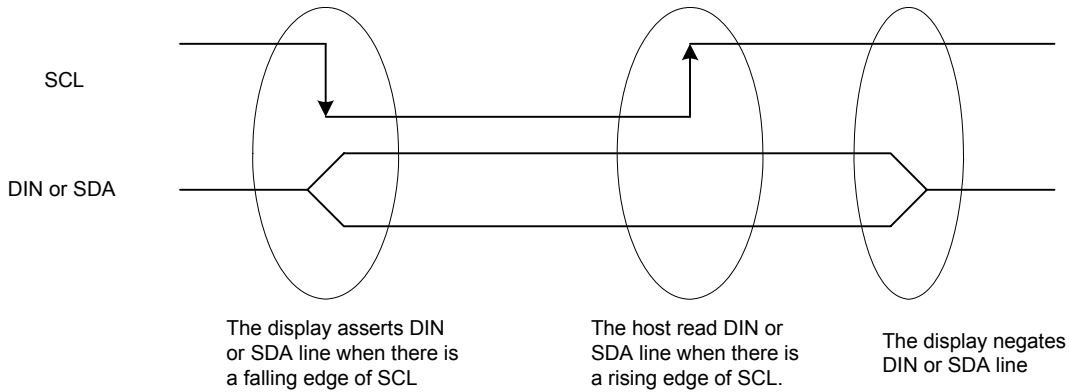 SCL
DIN or SDA
The display asserts DIN
or SDA line when there is
a falling edge of SCL
The host read DIN or
SDA line when there is
a rising edge of SCL.
The display negates
DIN or SDA line